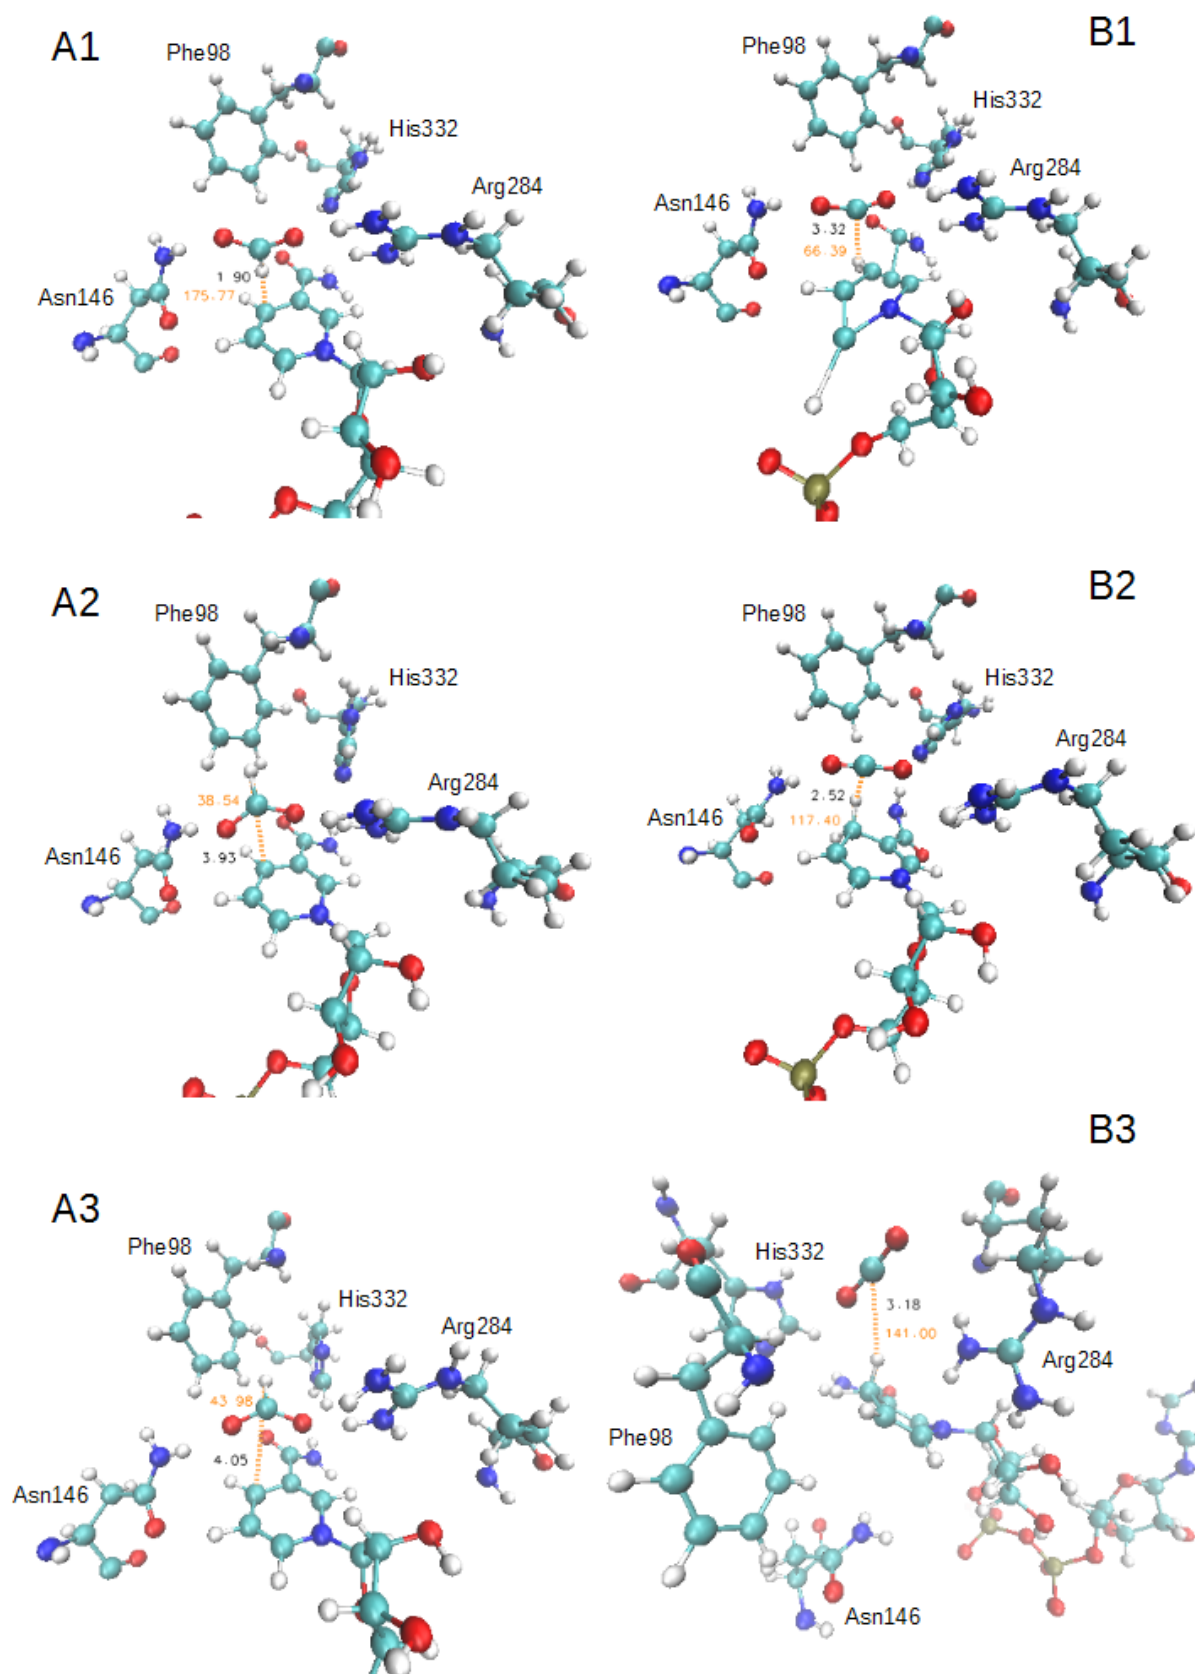 A1
Phe98
His332
Arg284
Asn146
1 90
175.77
B1
Phe98
His332
Arg284
Asn146
3.32
66.39
A2
Phe98
His332
Arg284
Asn146
38.54
3.93
B2
Phe98
His332
Arg284
Asn146
2.52
117.40
A3
Phe98
His332
Arg284
Asn146
43 98
4.05
B3
His332
3.18
141.00
Arg284
Phe98
Asn146